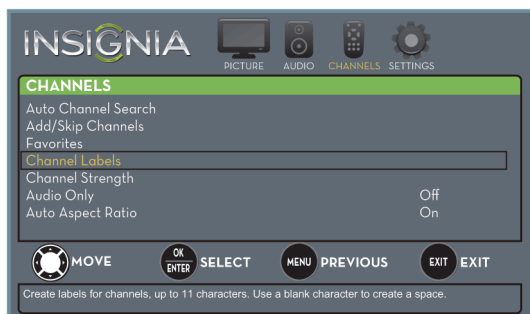 INSIGNIA
PICTURE AUDIO CHANNELS SETTINGS
CHANNELS
Auto Channel Search
Add/Skip Channels
Favorites
Channel Labels
Channel Strength
Audio Only Off
Auto Aspect Ratio On
MOVE OK ENTER SELECT MENU PREVIOUS EXIT EXIT
Create labels for channels, up to 11 characters. Use a blank character to create a space.